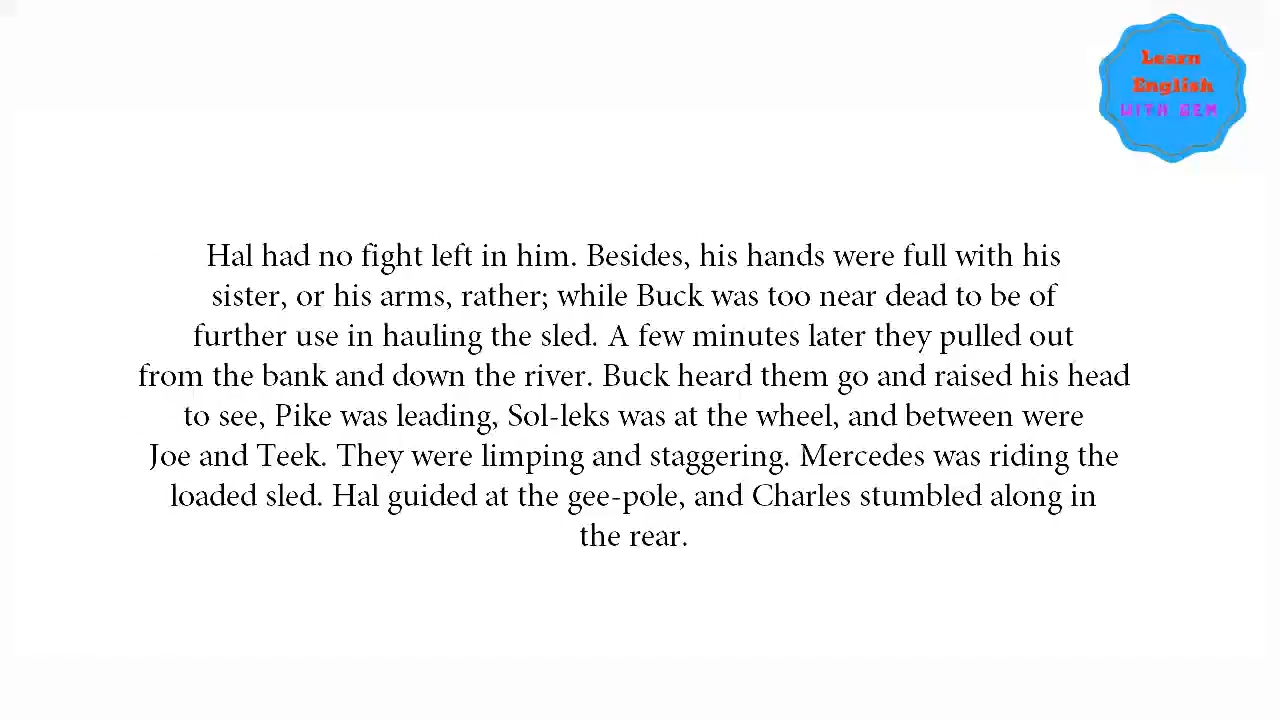 Learn
English
WITH GEM
Hal had no fight left in him. Besides, his hands were full with his
sister, or his arms, rather; while Buck was too near dead to be of
further use in hauling the sled. A few minutes later they pulled out
from the bank and down the river. Buck heard them go and raised his head
to see, Pike was leading, Sol-leks was at the wheel, and between were
Joe and Teek. They were limping and staggering. Mercedes was riding the
loaded sled. Hal guided at the gee-pole, and Charles stumbled along in
the rear.